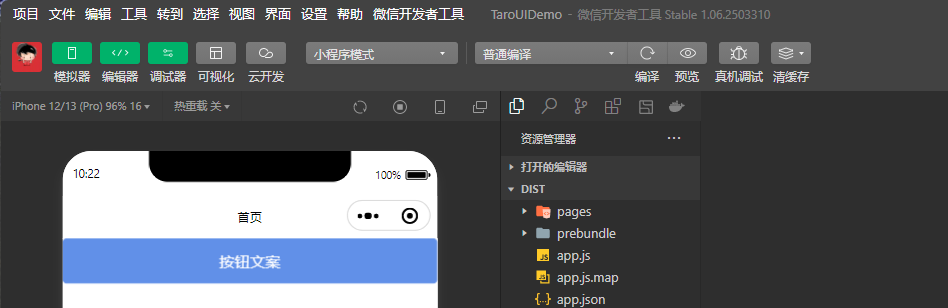 项目 文件 编辑 工具 转到 选择 视图 界面 设置 帮助 微信开发者工具 TaroUIDemo - 微信开发者工具 Stable 1.06.2503310
小程序模式 普通编译
模拟器 编辑器 调试器 可视化 云开发 编译 预览 真机调试 清缓存
iPhone 12/13 (Pro) 96% 16 热重载 关
资源管理器
打开的编辑器
DIST
pages
prebundle
app.js
app.js.map
app.json
10:22 100%
首页
按钮文案